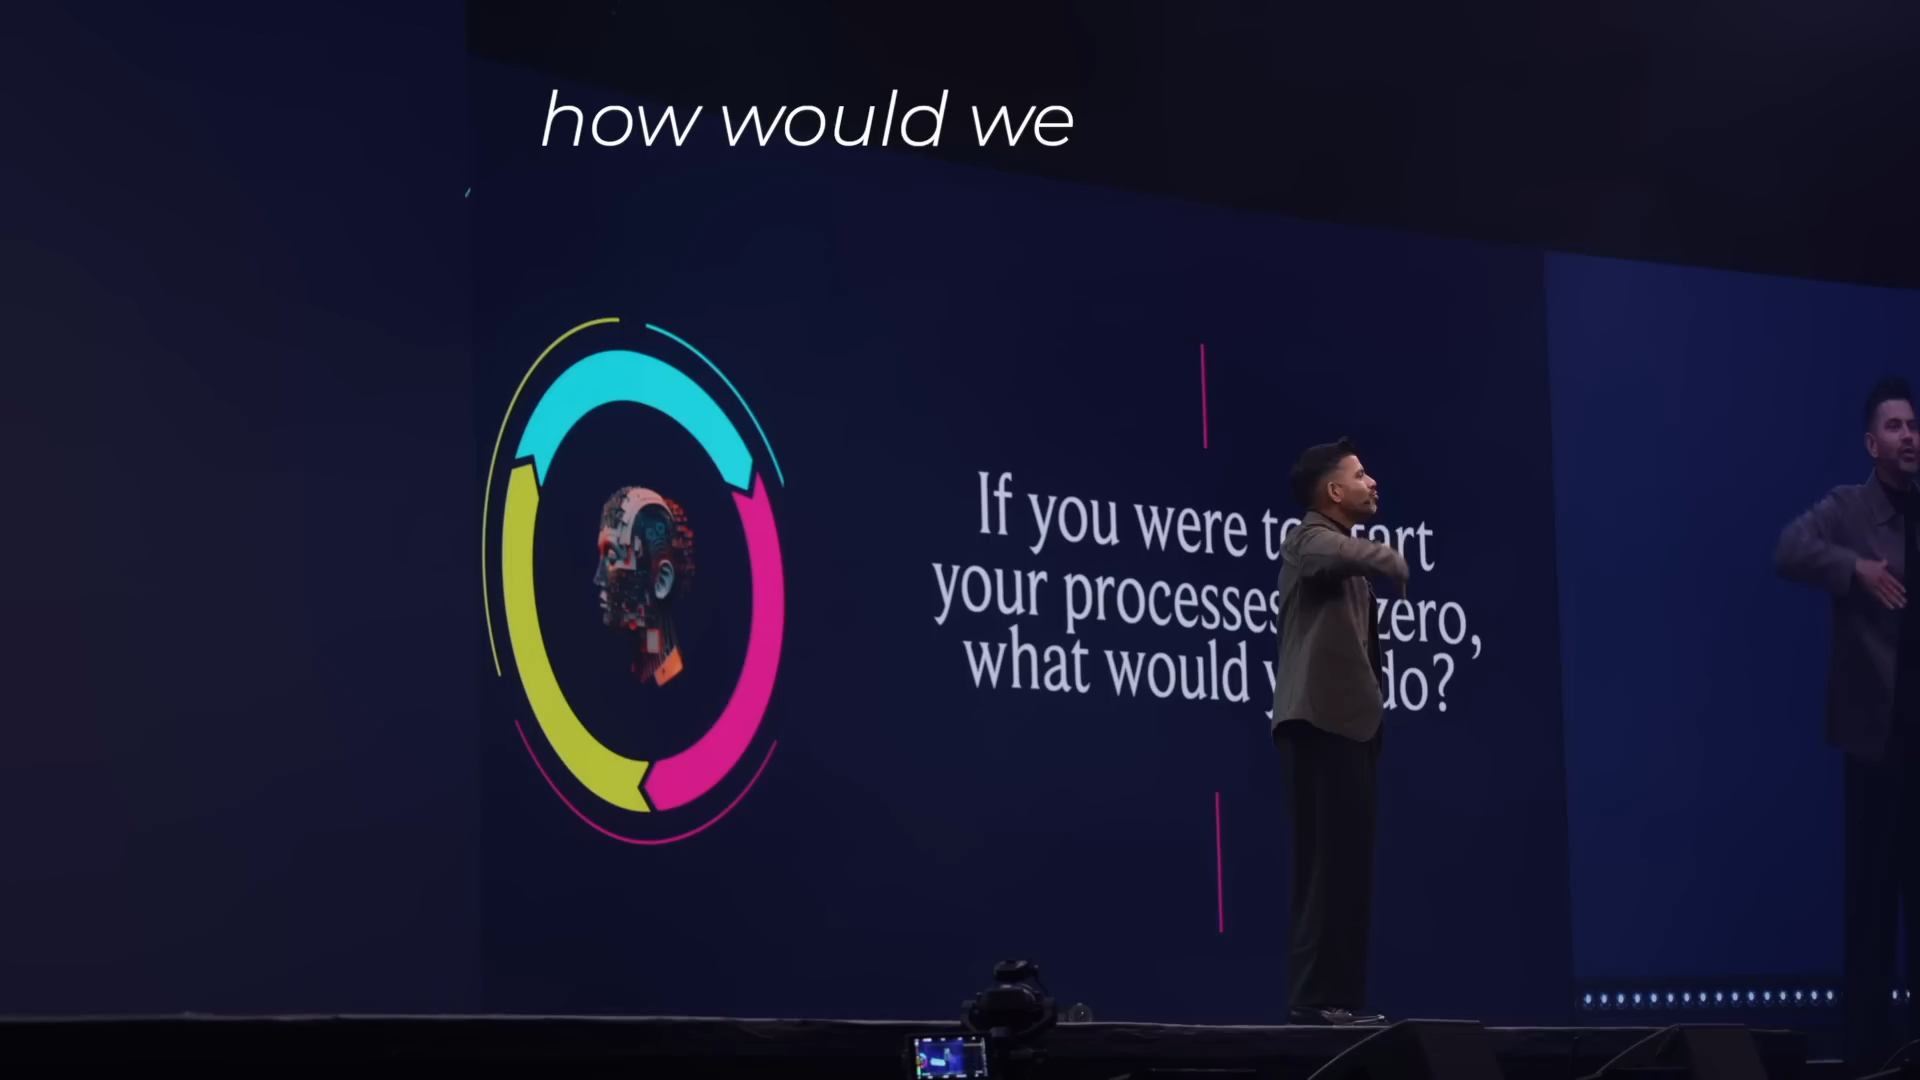 how would we
If you were
your processes zero,
what would do?